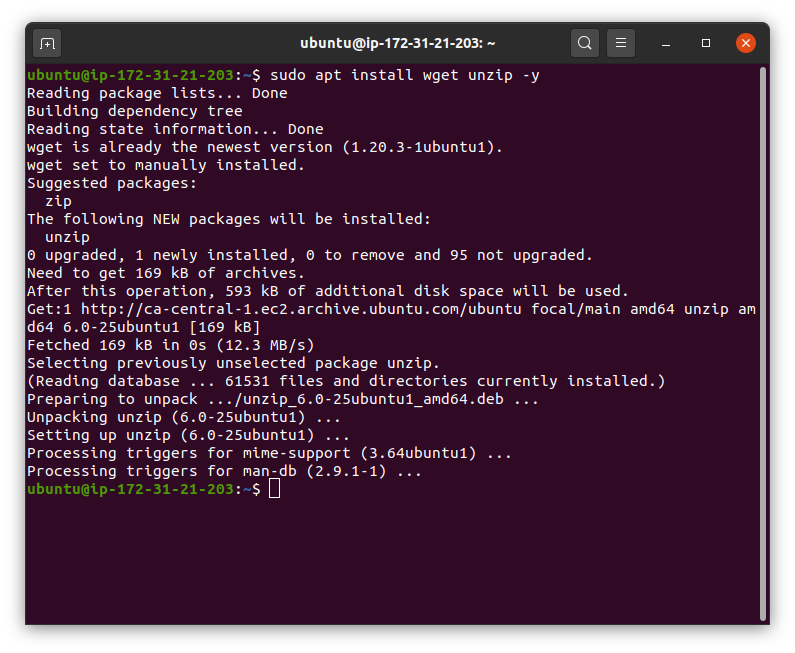 ubuntu@ip-172-31-21-203: ~
ubuntu@ip-172-31-21-203:~$ sudo apt install wget unzip -y
Reading package lists... Done
Building dependency tree
Reading state information... Done
wget is already the newest version (1.20.3-1ubuntu1).
wget set to manually installed.
Suggested packages:
  zip
The following NEW packages will be installed:
  unzip
0 upgraded, 1 newly installed, 0 to remove and 95 not upgraded.
Need to get 169 kB of archives.
After this operation, 593 kB of additional disk space will be used.
Get:1 http://ca-central-1.ec2.archive.ubuntu.com/ubuntu focal/main amd64 unzip am
d64 6.0-25ubuntu1 [169 kB]
Fetched 169 kB in 0s (12.3 MB/s)
Selecting previously unselected package unzip.
(Reading database ... 61531 files and directories currently installed.)
Preparing to unpack .../unzip_6.0-25ubuntu1_amd64.deb ...
Unpacking unzip (6.0-25ubuntu1) ...
Setting up unzip (6.0-25ubuntu1) ...
Processing triggers for mime-support (3.64ubuntu1) ...
Processing triggers for man-db (2.9.1-1) ...
ubuntu@ip-172-31-21-203:~$